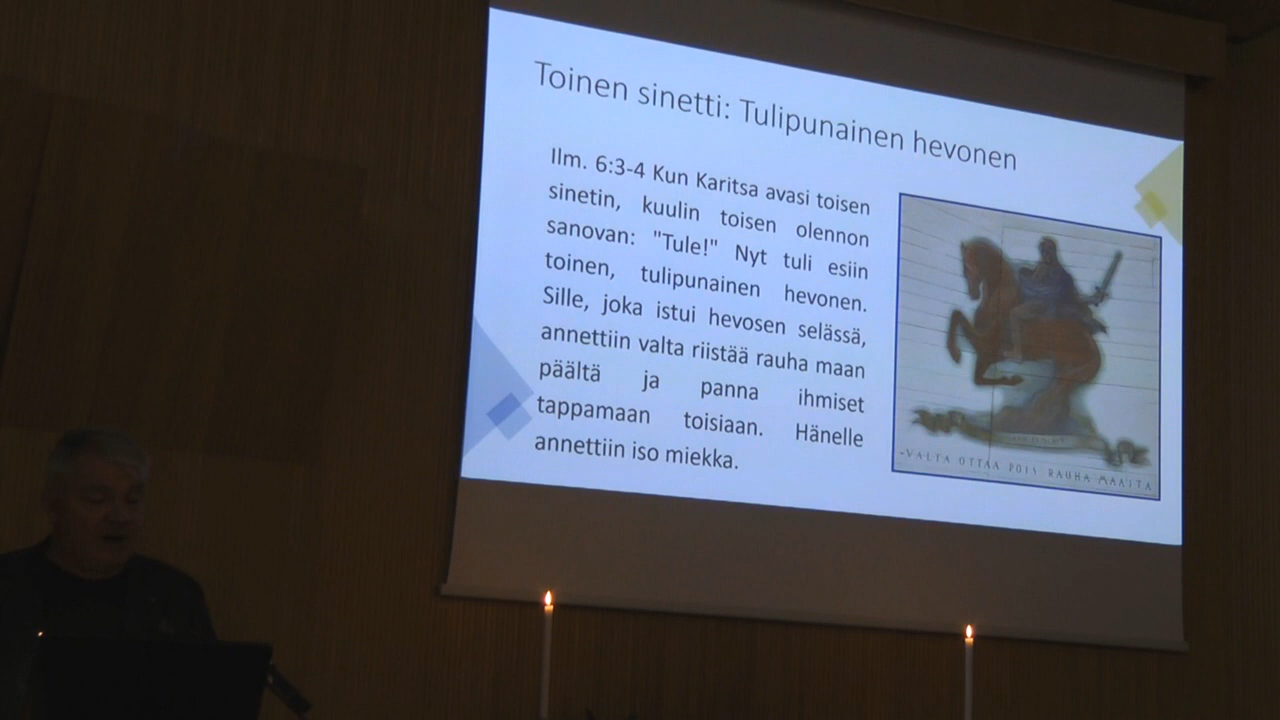 Toinen sinetti: Tulipunainen hevonen
Ilm. 6:3-4 Kun Karitsa avasi toisen
sinetin, kuulin toisen olennon
sanovan: "Tule!" Nyt tuli esiin
toinen, tulipunainen hevonen.
Sille, joka istui hevosen selässä,
annettiin valta riistää rauha maan
päältä ja panna ihmiset
tappamaan toisiaan. Hänelle
annettiin iso miekka.
-VALTA OTTAA POIS RAUHA MAASTA